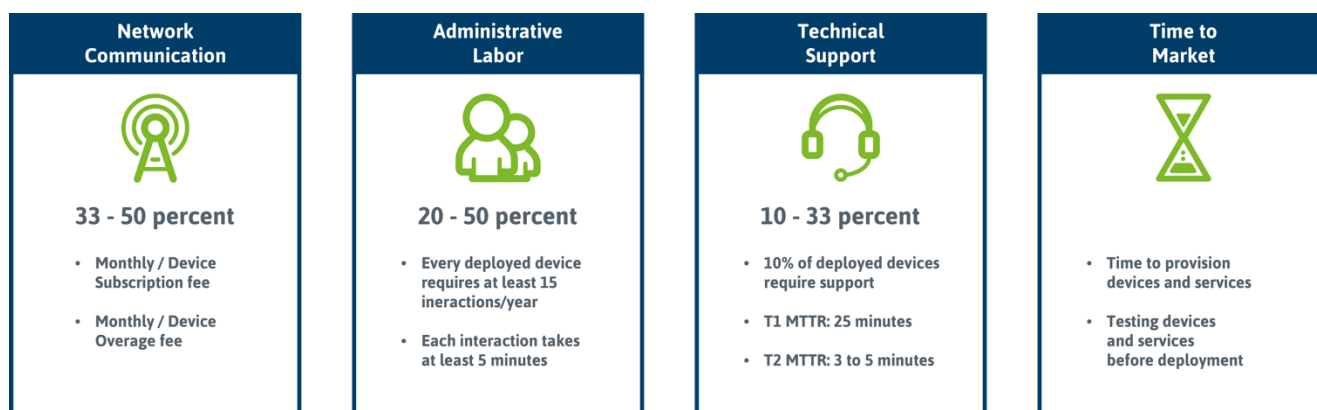 Network
Communication
33 - 50 percent
• Monthly / Device
Subscription fee
• Monthly / Device
Overage fee
Administrative
Labor
20 - 50 percent
• Every deployed device
requires at least 15
ineractions/year
• Each interaction takes
at least 5 minutes
Technical
Support
10 - 33 percent
• 10% of deployed devices
require support
• T1 MTTR: 25 minutes
• T2 MTTR: 3 to 5 minutes
Time to
Market
• Time to provision
devices and services
• Testing devices
and services
before deployment